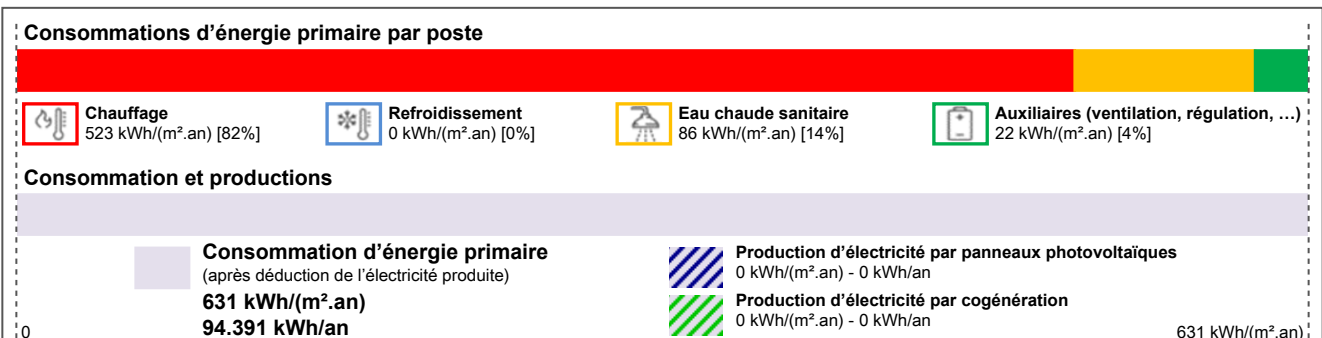 Consommations d’énergie primaire par poste
Chauffage
523 kWh/(m².an) [82%]
Refroidissement
0 kWh/(m².an) [0%]
Eau chaude sanitaire
86 kWh/(m².an) [14%]
Auxiliaires (ventilation, régulation, …)
22 kWh/(m².an) [4%]
Consommation et productions
Consommation d’énergie primaire
(après déduction de l’électricité produite)
631 kWh/(m².an)
94.391 kWh/an
Production d’électricité par panneaux photovoltaïques
0 kWh/(m².an) - 0 kWh/an
Production d’électricité par cogénération
0 kWh/(m².an) - 0 kWh/an
0
631 kWh/(m².an)